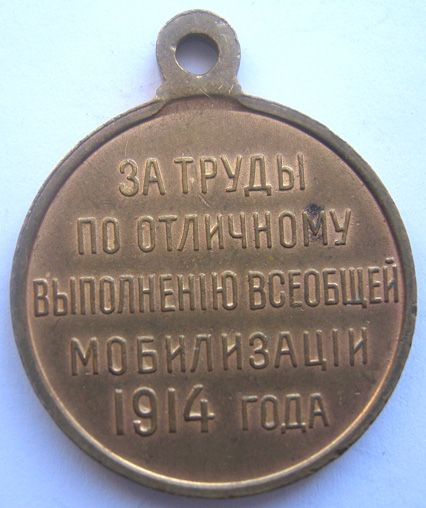 ЗА ТРУДЫ
ПО ОТЛИЧНОМУ
ВЫПОЛНЕНІЮ ВСЕОБЩЕЙ
МОБИЛИЗАЦІИ
1914 ГОДА